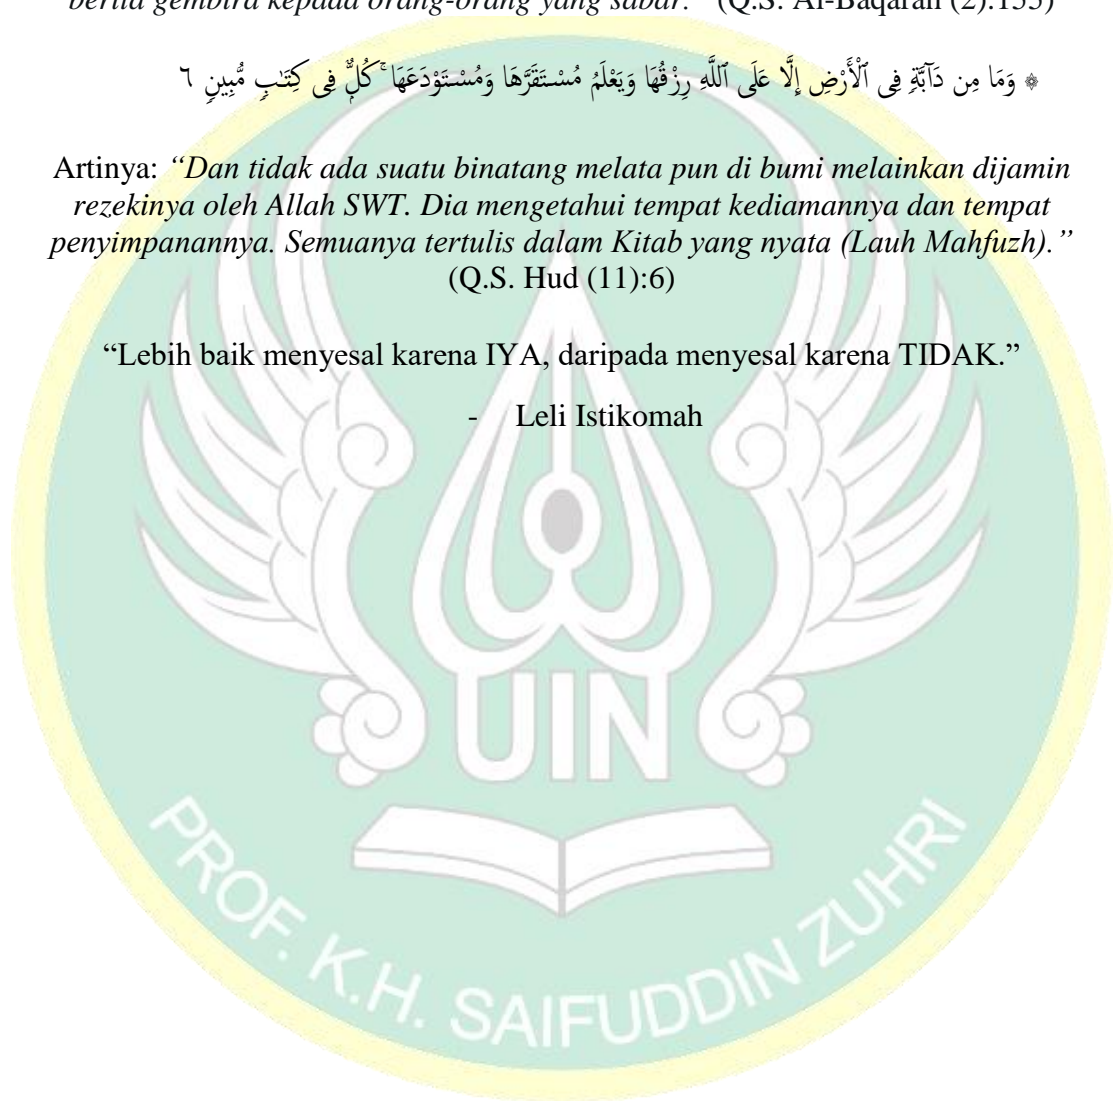 berita gembira kepada orang-orang yang sabar.” (Q.S. Al-Baqarah (2):155)
۞ وَمَا مِن دَآبَّةٍ فِى ٱلْأَرْضِ إِلَّا عَلَى ٱللَّهِ رِزْقُهَا وَيَعْلَمُ مُسْتَقَرَّهَا وَمُسْتَوْدَعَهَا ۚ كُلٌّ فِى كِتَـٰبٍ مُّبِينٍ ٦
Artinya: “Dan tidak ada suatu binatang melata pun di bumi melainkan dijamin
rezekinya oleh Allah SWT. Dia mengetahui tempat kediamannya dan tempat
penyimpanannya. Semuanya tertulis dalam Kitab yang nyata (Lauh Mahfuzh).”
(Q.S. Hud (11):6)
“Lebih baik menyesal karena IYA, daripada menyesal karena TIDAK.”
- Leli Istikomah
UIN
PROF. K.H. SAIFUDDIN ZUHRI